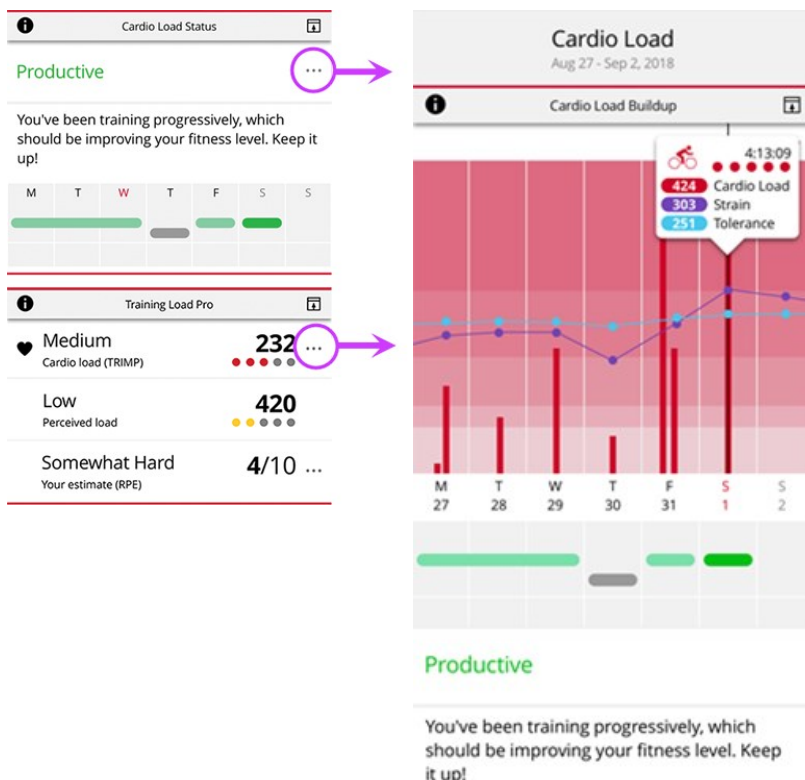 Cardio Load Status
Productive
...
You've been training progressively, which
should be improving your fitness level. Keep it
up!
M T W T F S S
Training Load Pro
Medium 232 ...
Cardio load (TRIMP)
Low 420
Perceived load
Somewhat Hard 4/10 ...
Your estimate (RPE)
Cardio Load
Aug 27 - Sep 2, 2018
Cardio Load Buildup
4:13:09
424 Cardio Load
303 Strain
251 Tolerance
M T W T F S S
27 28 29 30 31 1 2
Productive
You've been training progressively, which
should be improving your fitness level. Keep
it up!